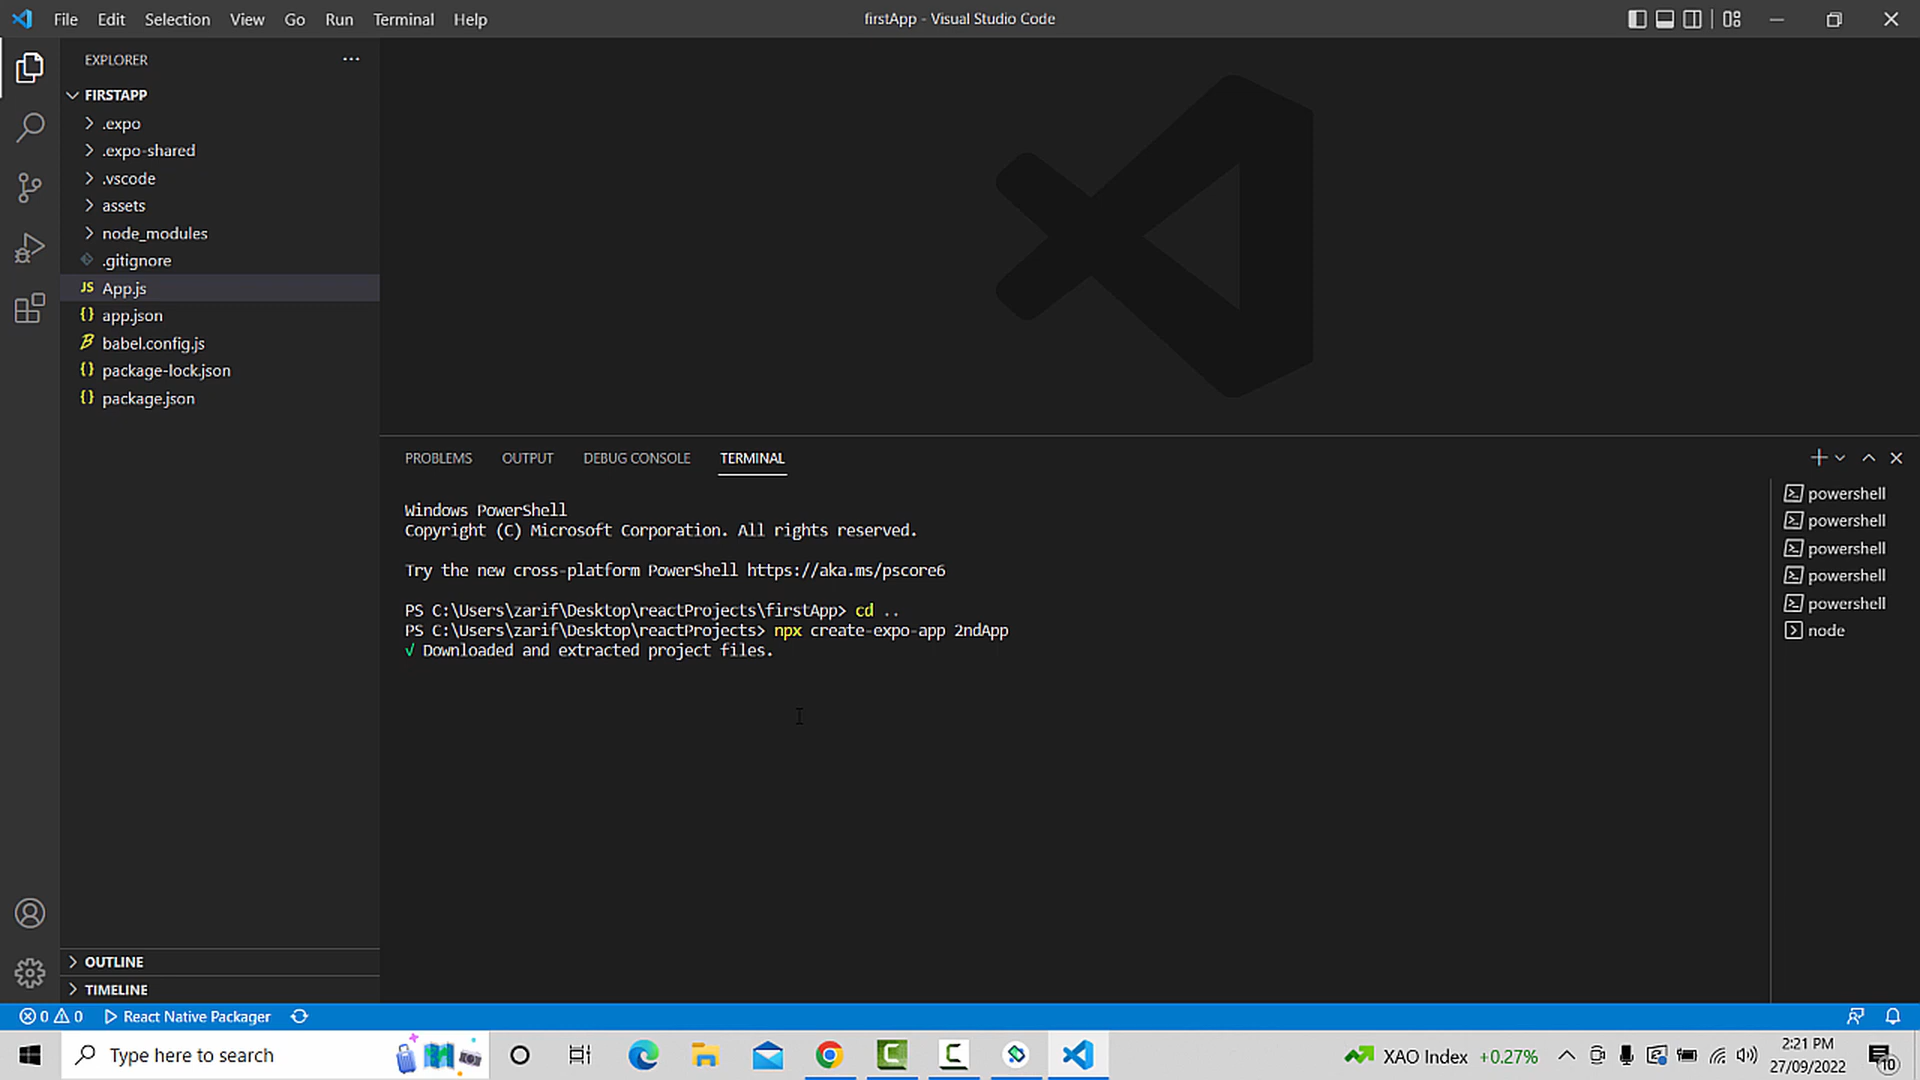 File Edit Selection View Go Run Terminal Help
firstApp - Visual Studio Code
EXPLORER
FIRSTAPP
.expo
.expo-shared
.vscode
assets
node_modules
.gitignore
JS App.js
{} app.json
babel.config.js
{} package-lock.json
{} package.json
OUTLINE
TIMELINE
PROBLEMS OUTPUT DEBUG CONSOLE TERMINAL
Windows PowerShell
Copyright (C) Microsoft Corporation. All rights reserved.
Try the new cross-platform PowerShell https://aka.ms/pscore6
PS C:\Users\zarif\Desktop\reactProjects\firstApp> cd ..
PS C:\Users\zarif\Desktop\reactProjects> npx create-expo-app 2ndApp
√ Downloaded and extracted project files.
powershell
powershell
powershell
powershell
powershell
node
0 0 React Native Packager
Type here to search
XAO Index +0.27%
2:21 PM
27/09/2022
10